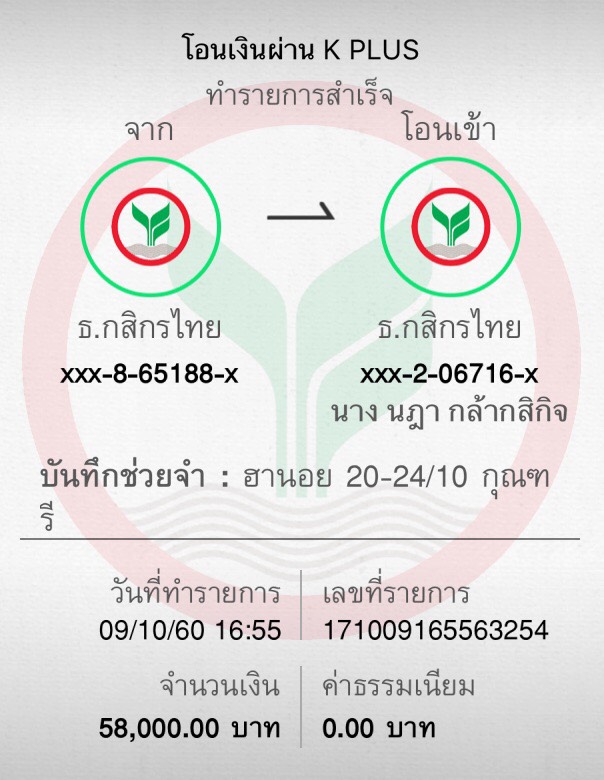 โอนเงินผ่าน K PLUS
ทำรายการสำเร็จ
จาก
โอนเข้า
ธ.กสิกรไทย
xxx-8-65188-x
ธ.กสิกรไทย
xxx-2-06716-x
นาง นฎา กล้ากสิกิจ
บันทึกช่วยจำ : ฮานอย 20-24/10 กุณฑ
รี
วันที่ทำรายการ
09/10/60 16:55
เลขที่รายการ
171009165563254
จำนวนเงิน
58,000.00 บาท
ค่าธรรมเนียม
0.00 บาท